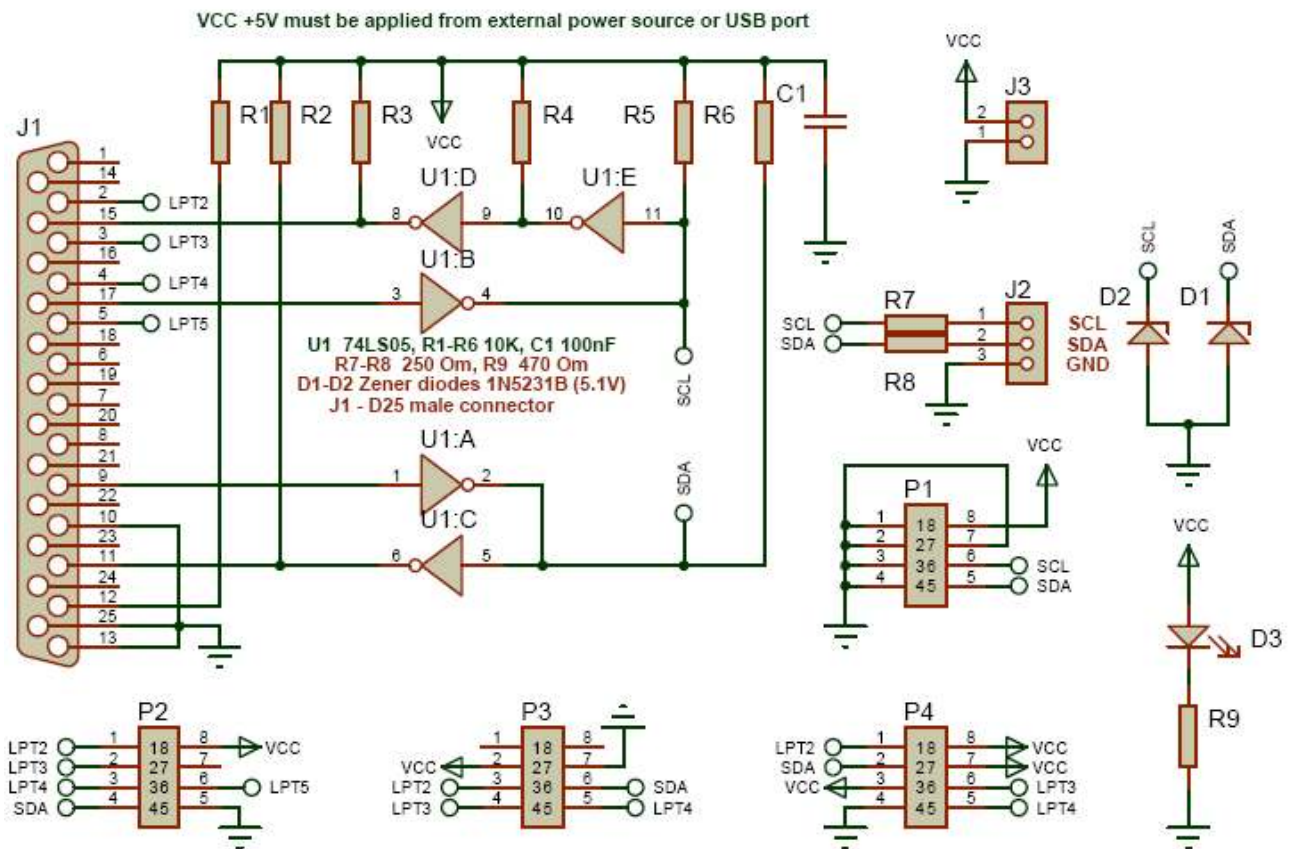 VCC +5V must be applied from external power source or USB port
VCC
J3
2
1
J1
R1
R2
R3
VCC
R4
R5
R6
C1
1
14
2
LPT2
15
3
LPT3
16
4
LPT4
17
5
LPT5
18
6
19
7
20
8
21
9
22
10
23
11
24
12
25
13
U1:D
8
9
U1:E
10
11
U1:B
3
4
U1 74LS05, R1-R6 10K, C1 100nF
R7-R8 250 Om, R9 470 Om
D1-D2 Zener diodes 1N5231B (5.1V)
J1 - D25 male connector
SCL
U1:A
1
2
SDA
U1:C
6
5
R7
J2
SCL
1
SCL
SDA
2
SDA
3
GND
R8
SCL
SDA
D2
D1
VCC
P1
1
18
8
2
27
7
3
36
6
SCL
4
45
5
SDA
VCC
D3
R9
P2
LPT2
1
18
8
VCC
LPT3
2
27
7
LPT4
3
36
6
LPT5
SDA
4
45
5
P3
1
18
8
VCC
2
27
7
LPT2
3
36
6
SDA
LPT3
4
45
5
LPT4
P4
LPT2
1
18
8
VCC
SDA
2
27
7
VCC
VCC
3
36
6
LPT3
4
45
5
LPT4